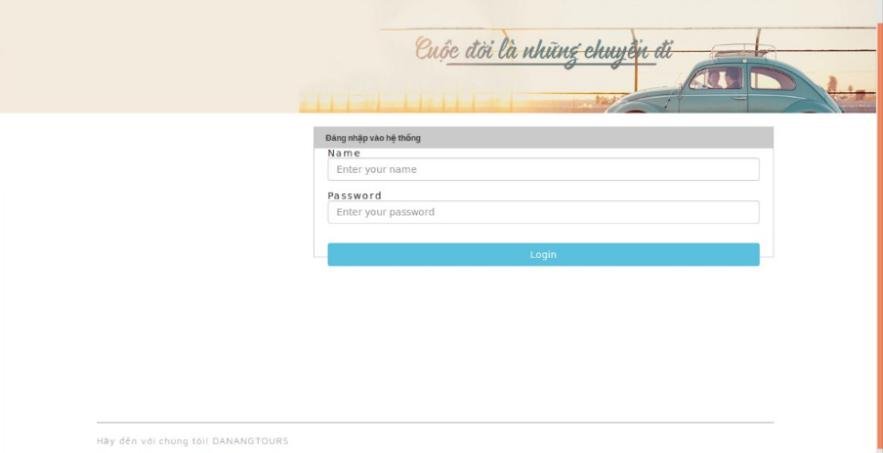 Cuộc đời là những chuyến đi
Đăng nhập vào hệ thống
Name
Enter your name
Password
Enter your password
Login
Hãy đến với chúng tôi! DANANGTOURS